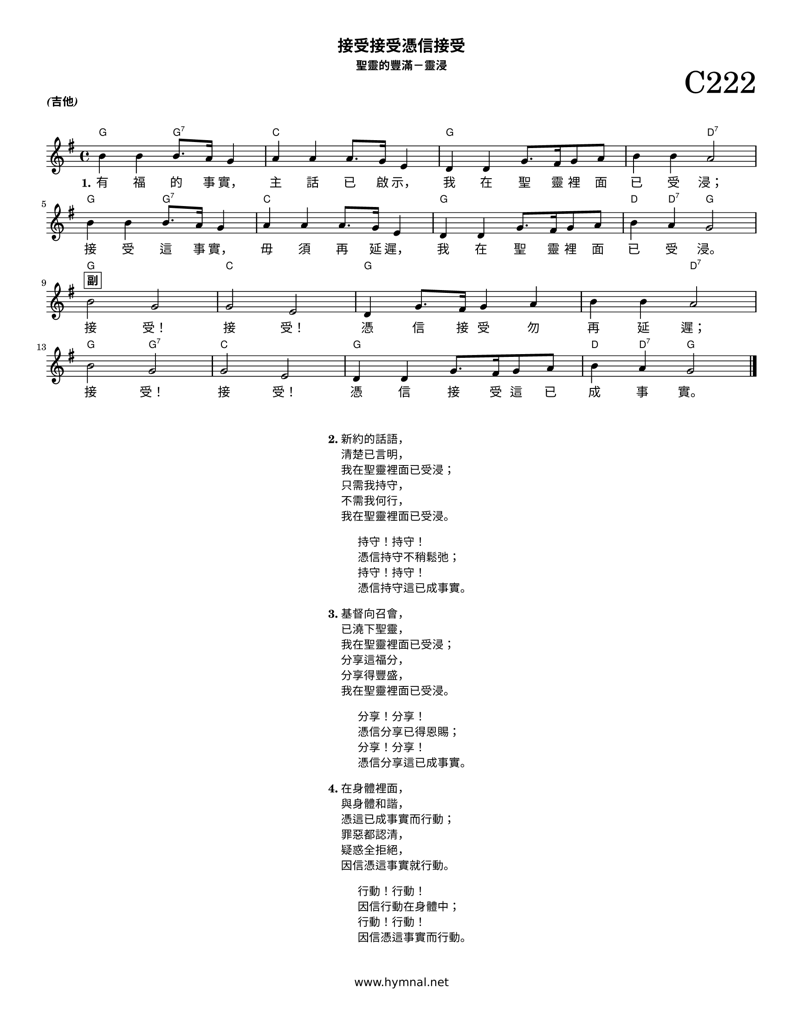 接受接受憑信接受
聖靈的豐滿－靈浸
C222
(吉他)
G G7 C G D7
1. 有 福 的 事實， 主 話 已 啟示， 我 在 聖 靈裡 面 已 受 浸；
5 G G7 C G D D7 G
接 受 這 事實， 毋 須 再 延遲， 我 在 聖 靈裡 面 已 受 浸。
9 G C G D7
副
接 受！ 接 受！ 憑 信 接 受 勿 再 延 遲；
13 G G7 C G D D7 G
接 受！ 接 受！ 憑 信 接 受 這 已 成 事 實。
2. 新約的話語，
清楚已言明，
我在聖靈裡面已受浸；
只需我持守，
不需我何行，
我在聖靈裡面已受浸。
持守！持守！
憑信持守不稍鬆弛；
持守！持守！
憑信持守這已成事實。
3. 基督向召會，
已澆下聖靈，
我在聖靈裡面已受浸；
分享這福分，
分享得豐盛，
我在聖靈裡面已受浸。
分享！分享！
憑信分享已得恩賜；
分享！分享！
憑信分享這已成事實。
4. 在身體裡面，
與身體和諧，
憑這已成事實而行動；
罪惡都認清，
疑惑全拒絕，
因信憑這事實就行動。
行動！行動！
因信行動在身體中；
行動！行動！
因信憑這事實而行動。
www.hymnal.net